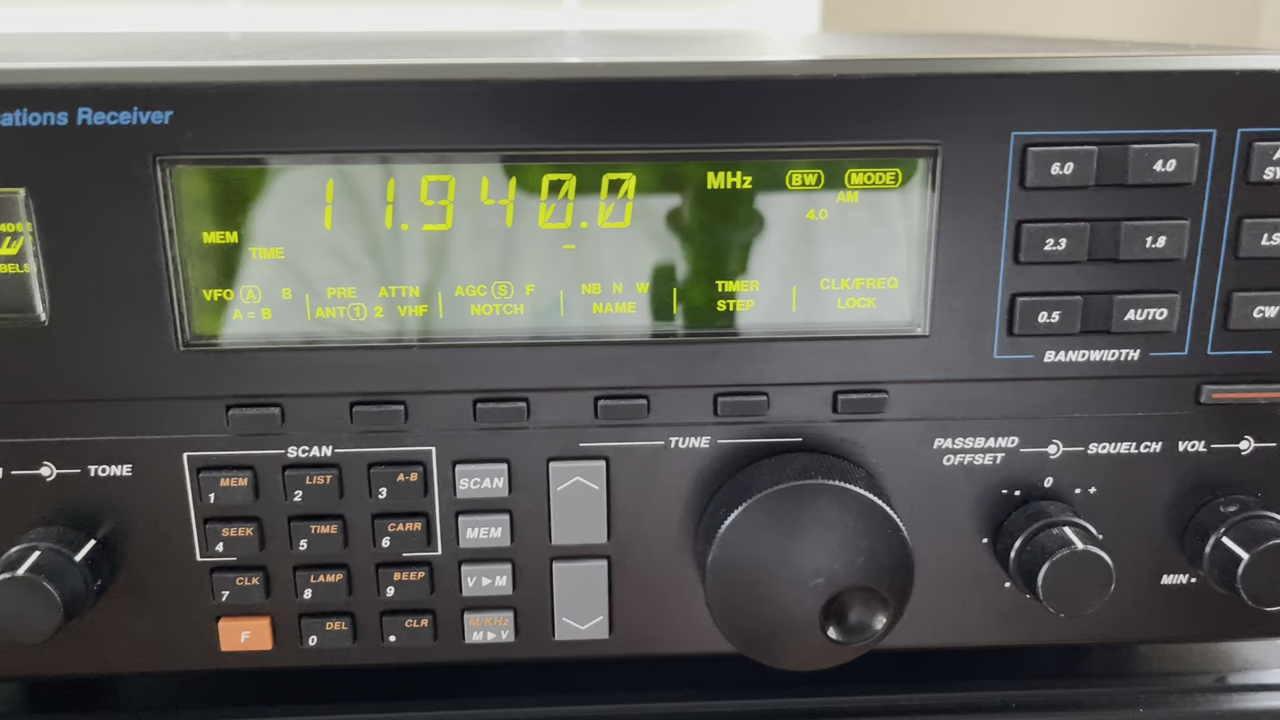 ations Receiver
11.940.0 MHz BW MODE
AM
4.0
MEM
TIME
VFO A B PRE ATTN AGC S F NB N W TIMER CLK/FREQ
A = B ANT 1 2 VHF NOTCH NAME STEP LOCK
6.0 4.0
2.3 1.8
0.5 AUTO
BANDWIDTH
CW
TONE
SCAN
1 MEM 2 LIST 3 A-B
4 SEEK 5 TIME 6 CARR
7 CLK 8 LAMP 9 BEEP
F 0 DEL . CLR
SCAN
MEM
V▶M
M/KHz
M▶V
TUNE
PASSBAND
OFFSET
SQUELCH
- 0 +
VOL
MIN